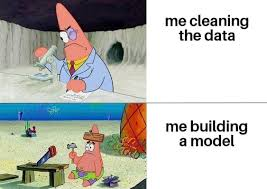 me cleaning
the data
me building
a model